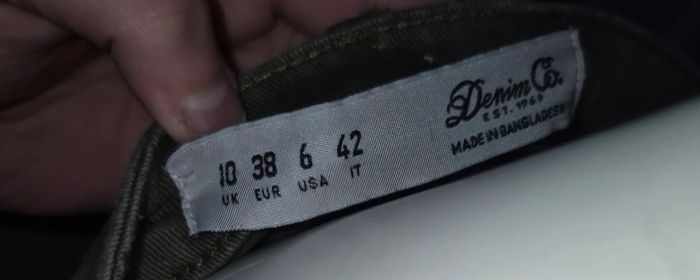 10 38 6 42
UK EUR USA IT
Denim Co.
EST. 1969
MADE IN BANGLADESH